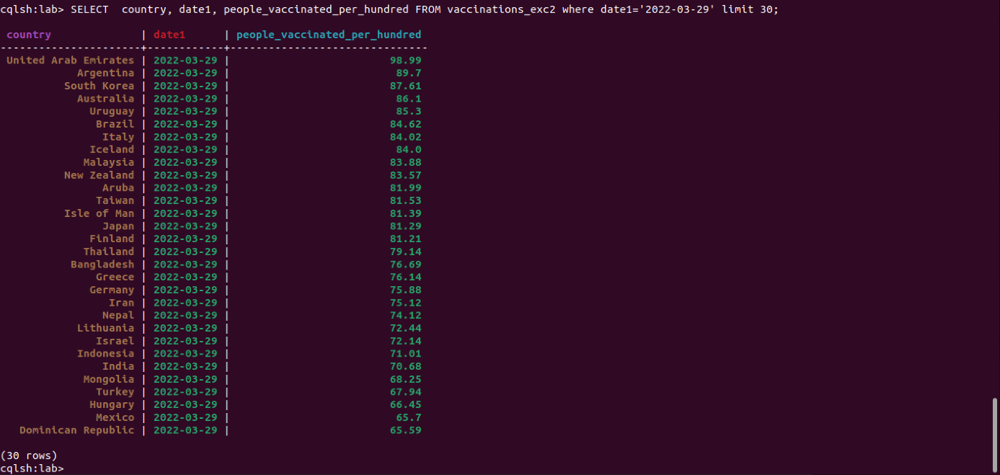 cqlsh:lab> SELECT  country, date1, people_vaccinated_per_hundred FROM vaccinations_exc2 where date1='2022-03-29' limit 30;
 country              | date1      | people_vaccinated_per_hundred
----------------------+------------+-------------------------------
 United Arab Emirates | 2022-03-29 |                         98.99
            Argentina | 2022-03-29 |                          89.7
          South Korea | 2022-03-29 |                         87.61
            Australia | 2022-03-29 |                          86.1
              Uruguay | 2022-03-29 |                          85.3
               Brazil | 2022-03-29 |                         84.62
                Italy | 2022-03-29 |                         84.02
              Iceland | 2022-03-29 |                          84.0
             Malaysia | 2022-03-29 |                         83.88
          New Zealand | 2022-03-29 |                         83.57
                Aruba | 2022-03-29 |                         81.99
               Taiwan | 2022-03-29 |                         81.53
          Isle of Man | 2022-03-29 |                         81.39
                Japan | 2022-03-29 |                         81.29
              Finland | 2022-03-29 |                         81.21
             Thailand | 2022-03-29 |                         79.14
           Bangladesh | 2022-03-29 |                         76.69
               Greece | 2022-03-29 |                         76.14
              Germany | 2022-03-29 |                         75.88
                 Iran | 2022-03-29 |                         75.12
                Nepal | 2022-03-29 |                         74.12
            Lithuania | 2022-03-29 |                         72.44
               Israel | 2022-03-29 |                         72.14
            Indonesia | 2022-03-29 |                         71.01
                India | 2022-03-29 |                         70.68
             Mongolia | 2022-03-29 |                         68.25
               Turkey | 2022-03-29 |                         67.94
              Hungary | 2022-03-29 |                         66.45
               Mexico | 2022-03-29 |                          65.7
   Dominican Republic | 2022-03-29 |                         65.59
(30 rows)
cqlsh:lab>